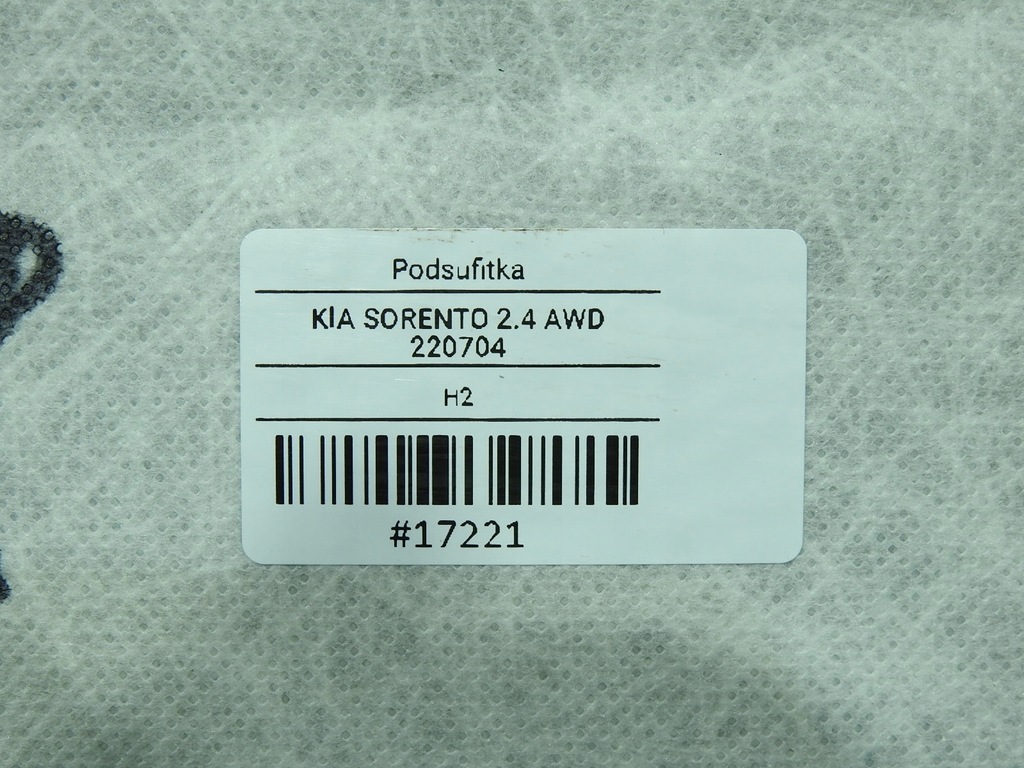 Podsufitka
KIA SORENTO 2.4 AWD
220704
H2
#17221